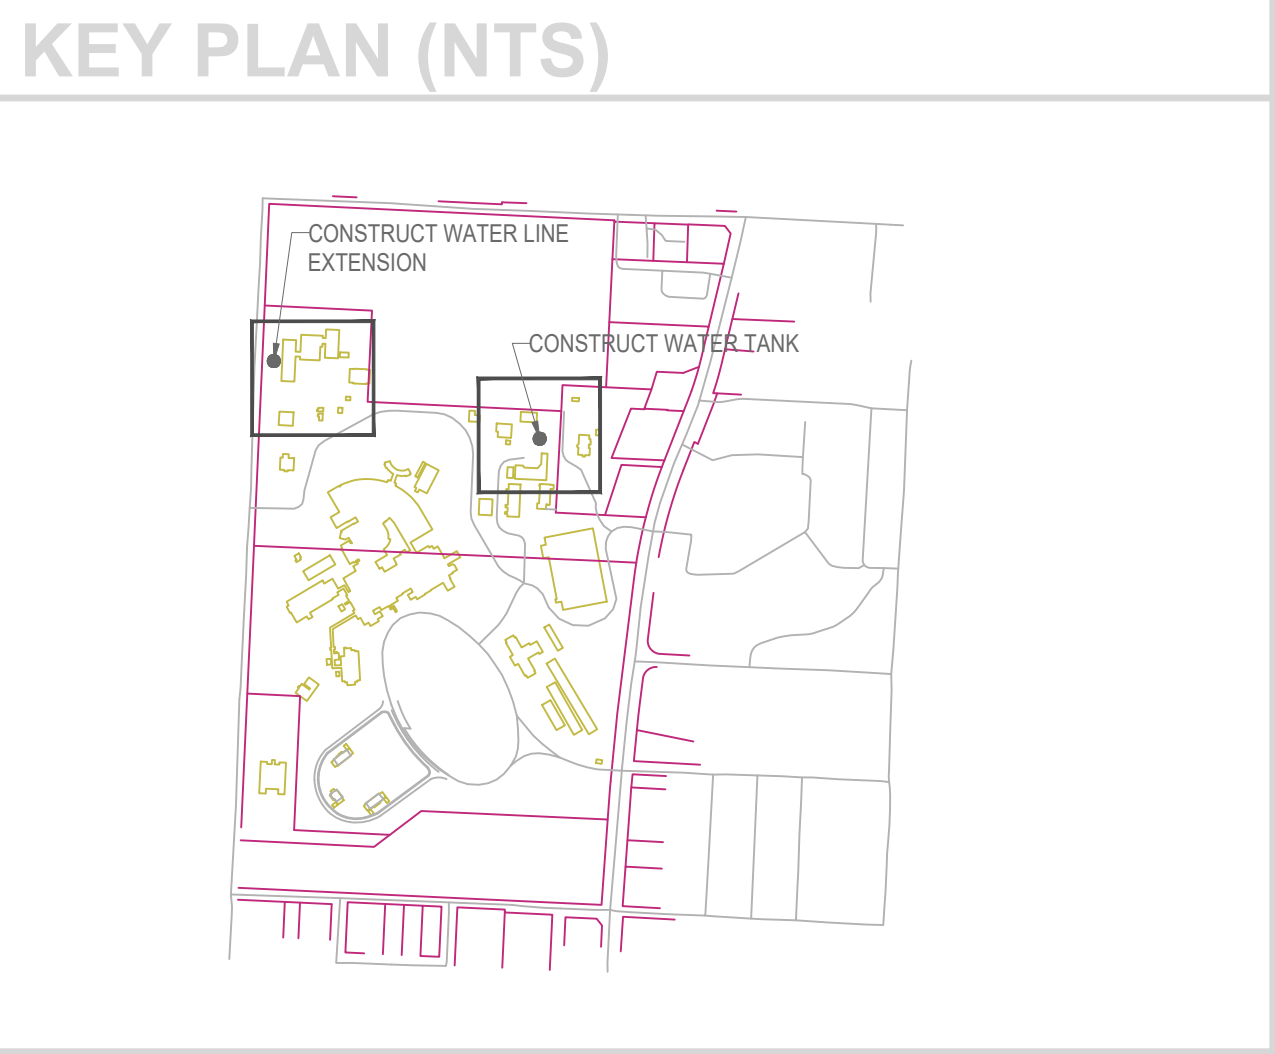 KEY PLAN (NTS)
CONSTRUCT WATER LINE
EXTENSION
CONSTRUCT WATER TANK